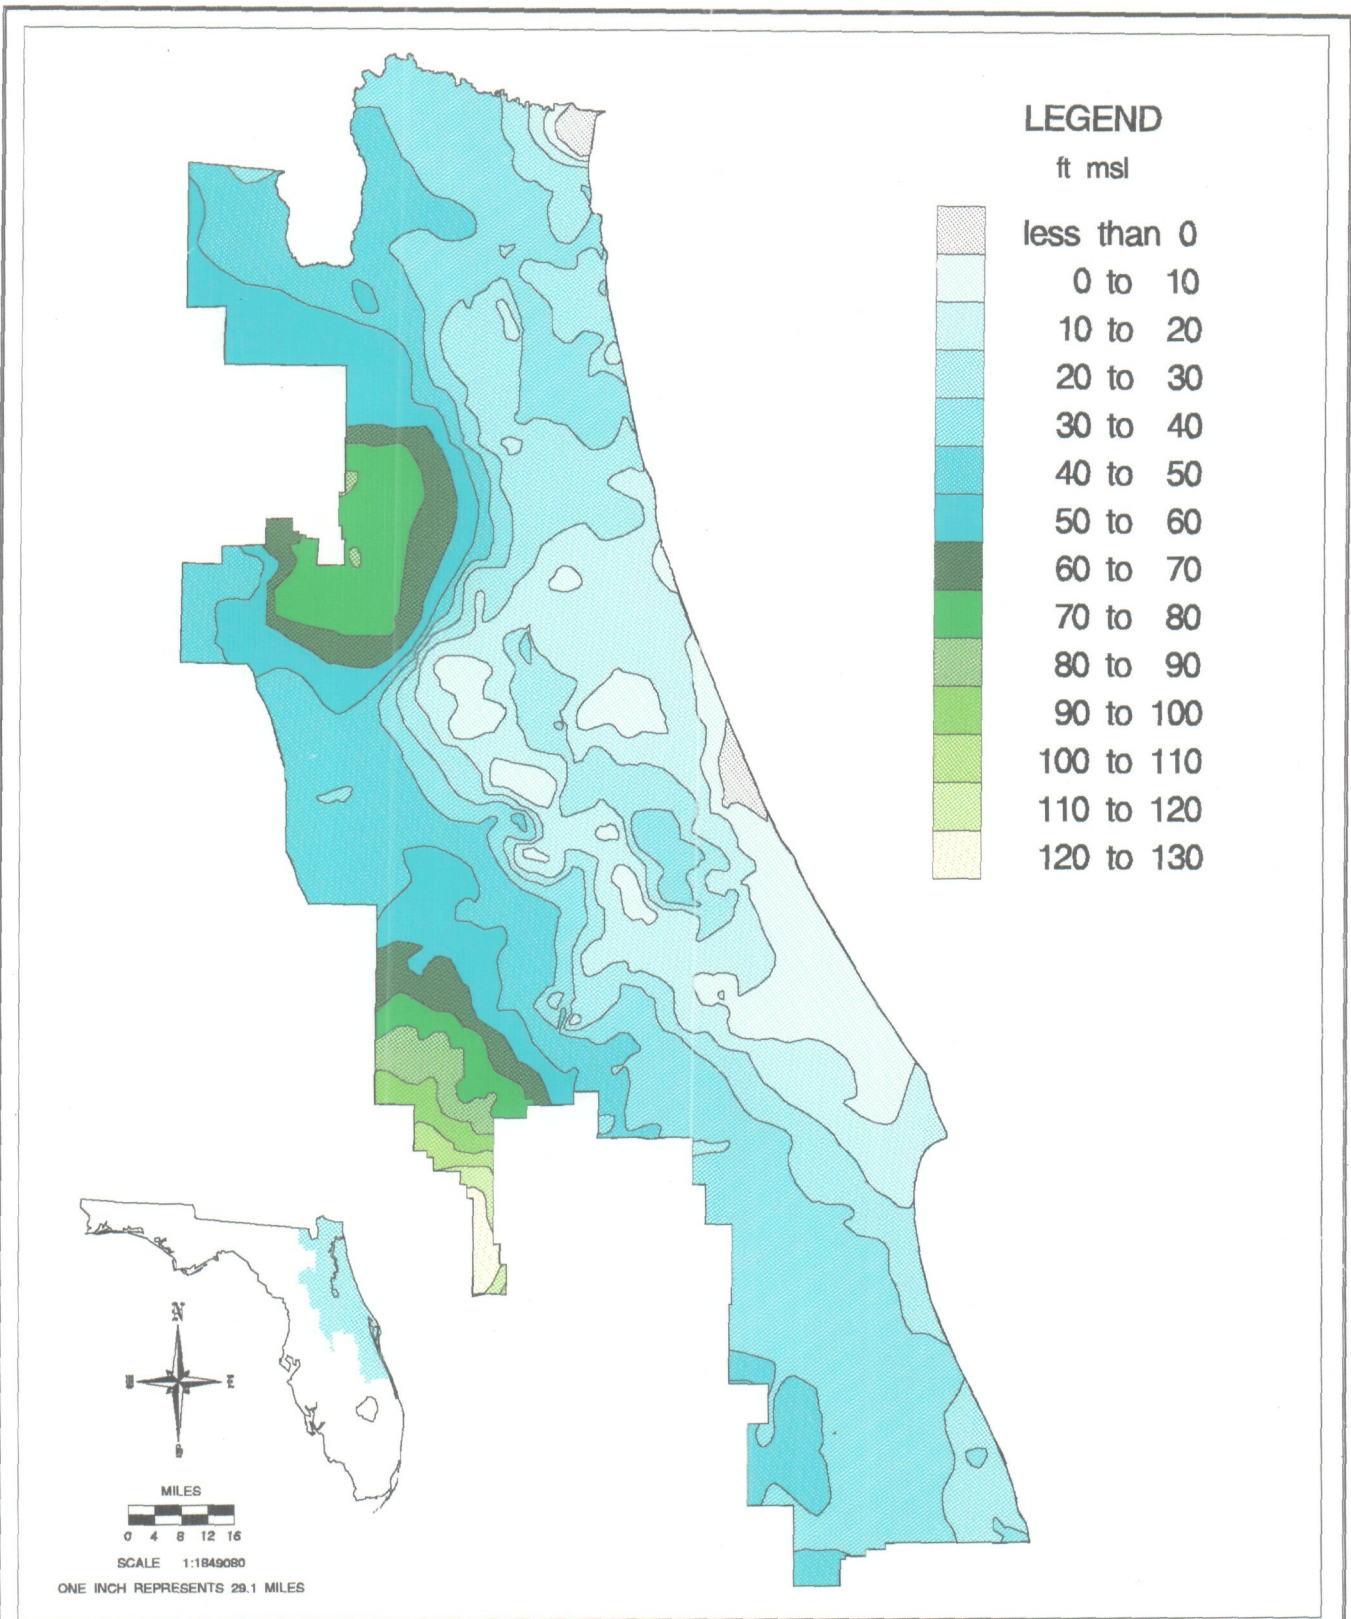 LEGEND
ft msl
less than 0
0 to 10
10 to 20
20 to 30
30 to 40
40 to 50
50 to 60
60 to 70
70 to 80
80 to 90
90 to 100
100 to 110
110 to 120
120 to 130
N
W E
S
MILES
0 4 8 12 16
SCALE 1:1849080
ONE INCH REPRESENTS 29.1 MILES